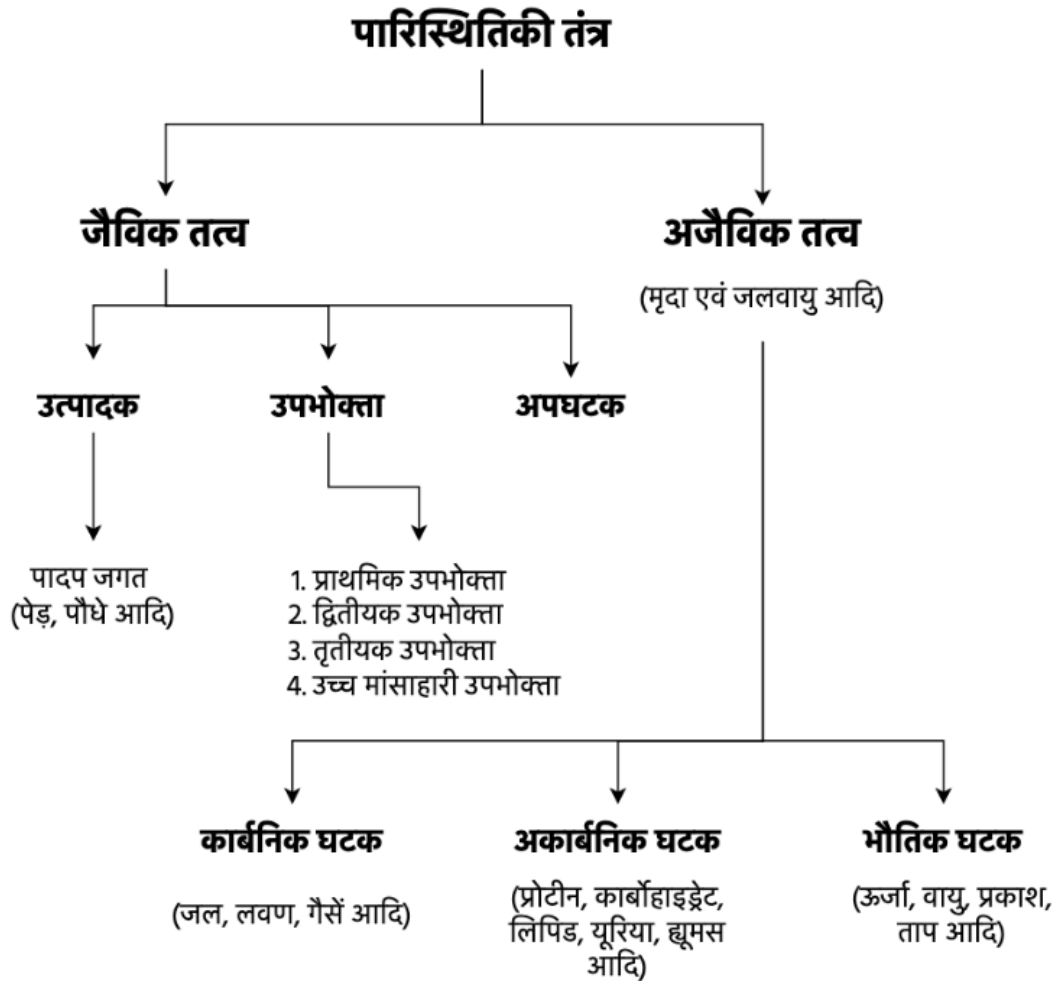 पारिस्थितिकी तंत्र
जैविक तत्व
अजैविक तत्व
(मृदा एवं जलवायु आदि)
उत्पादक
उपभोक्ता
अपघटक
पादप जगत
(पेड़, पौधे आदि)
1. प्राथमिक उपभोक्ता
2. द्वितीयक उपभोक्ता
3. तृतीयक उपभोक्ता
4. उच्च मांसाहारी उपभोक्ता
कार्बनिक घटक
(जल, लवण, गैसें आदि)
अकार्बनिक घटक
(प्रोटीन, कार्बोहाइड्रेट,
लिपिड, यूरिया, ह्यूमस
आदि)
भौतिक घटक
(ऊर्जा, वायु, प्रकाश,
ताप आदि)